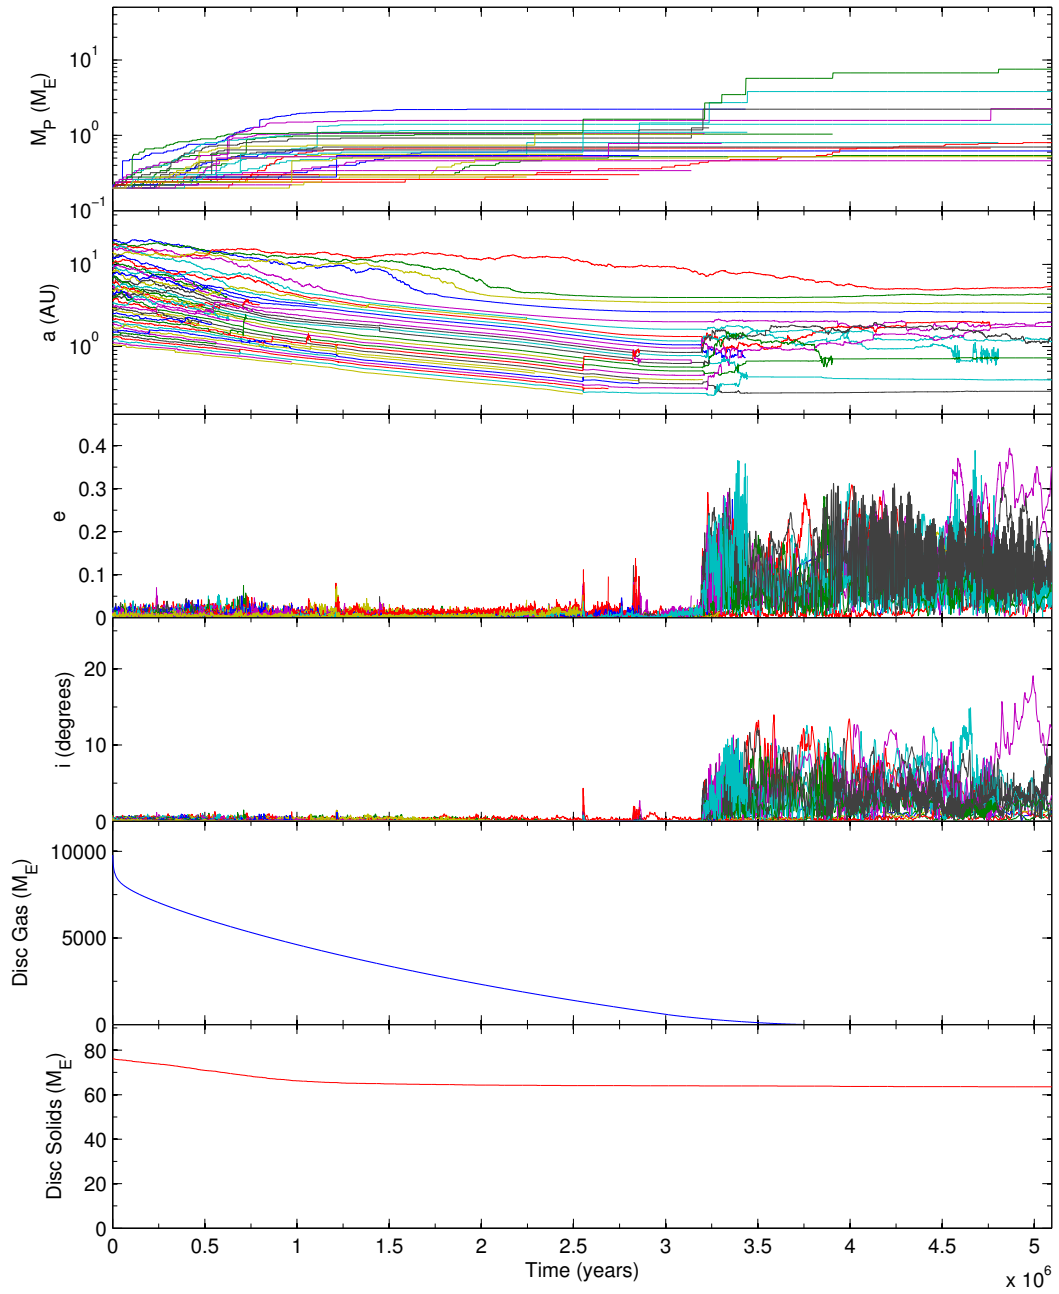 M_P (M_E)
10^1
10^0
10^-1
a (AU)
10^1
10^0
e
0.4
0.3
0.2
0.1
0
i (degrees)
20
10
0
Disc Gas (M_E)
10000
5000
0
Disc Solids (M_E)
80
60
40
20
0
0 0.5 1 1.5 2 2.5 3 3.5 4 4.5 5
Time (years)
x 10^6